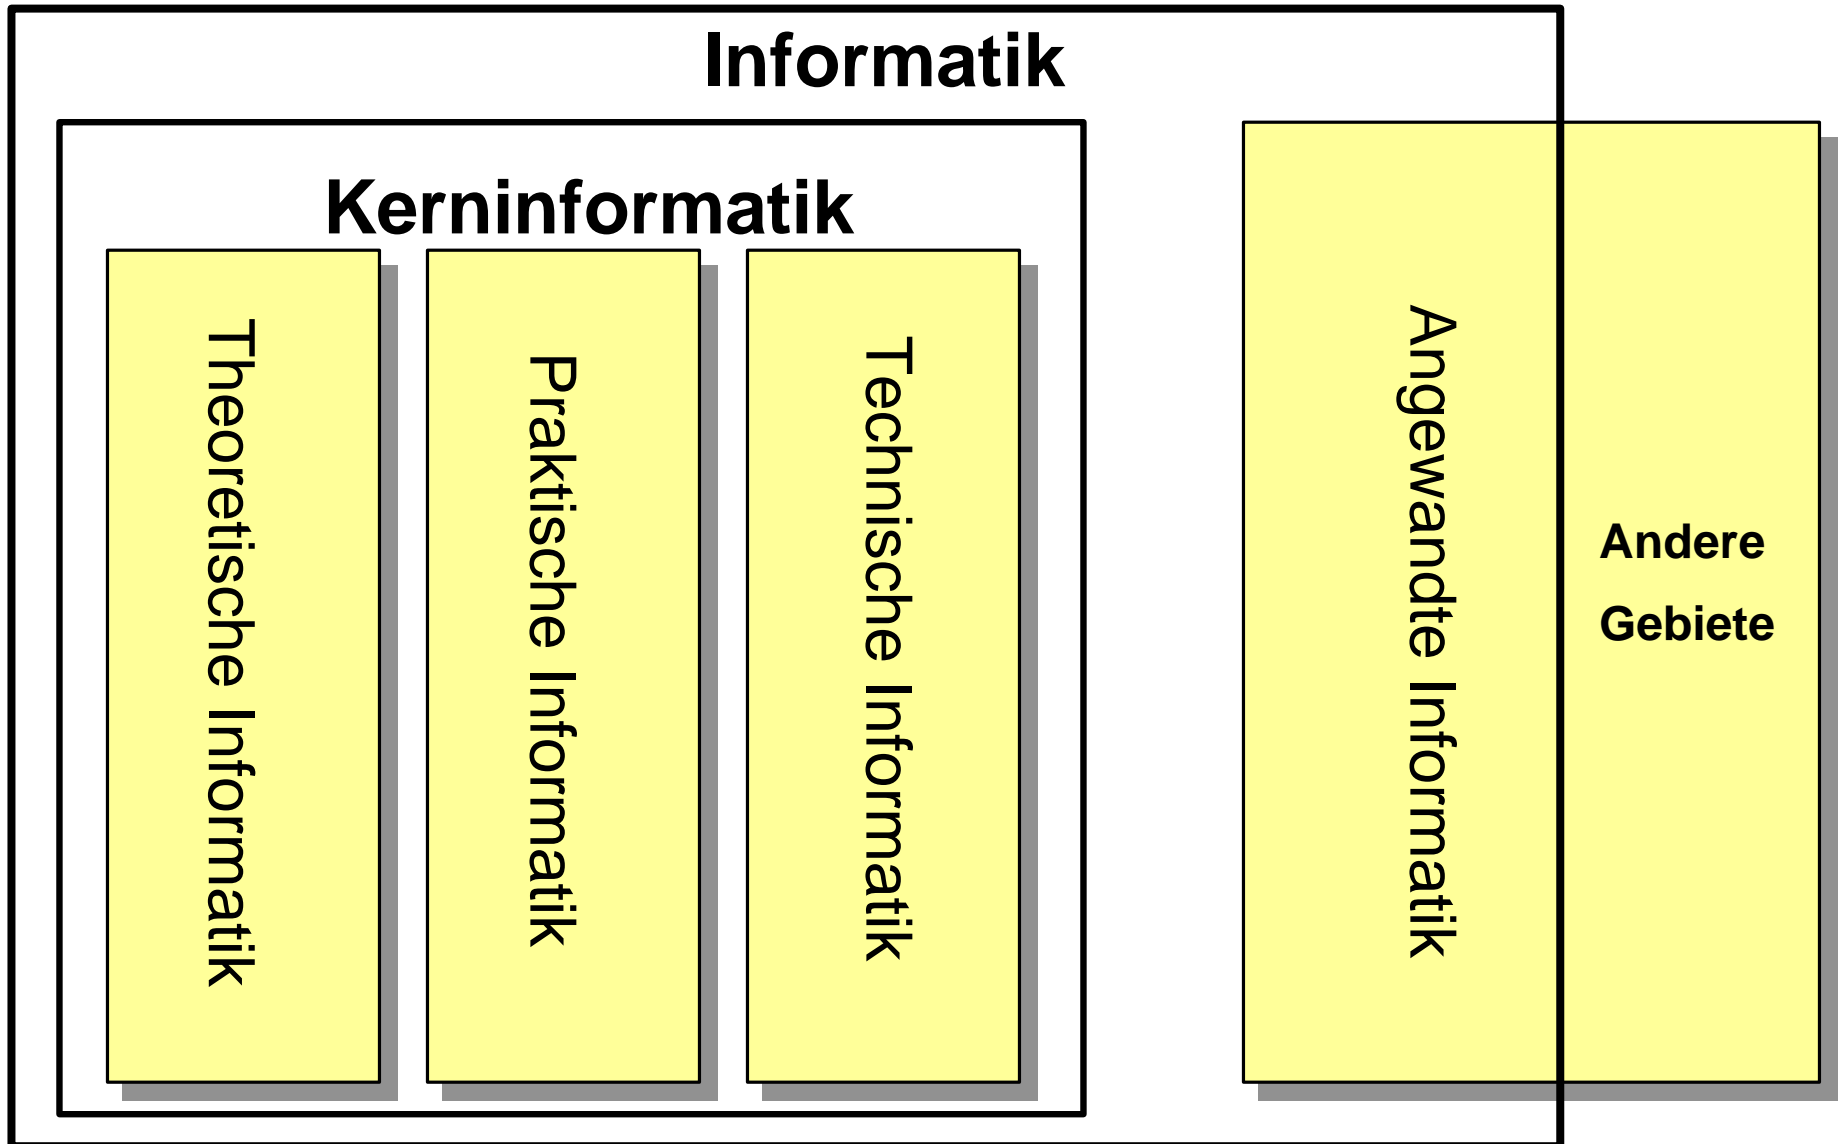 Informatik
Kerninformatik
Theoretische Informatik
Praktische Informatik
Technische Informatik
Angewandte Informatik
Andere
Gebiete